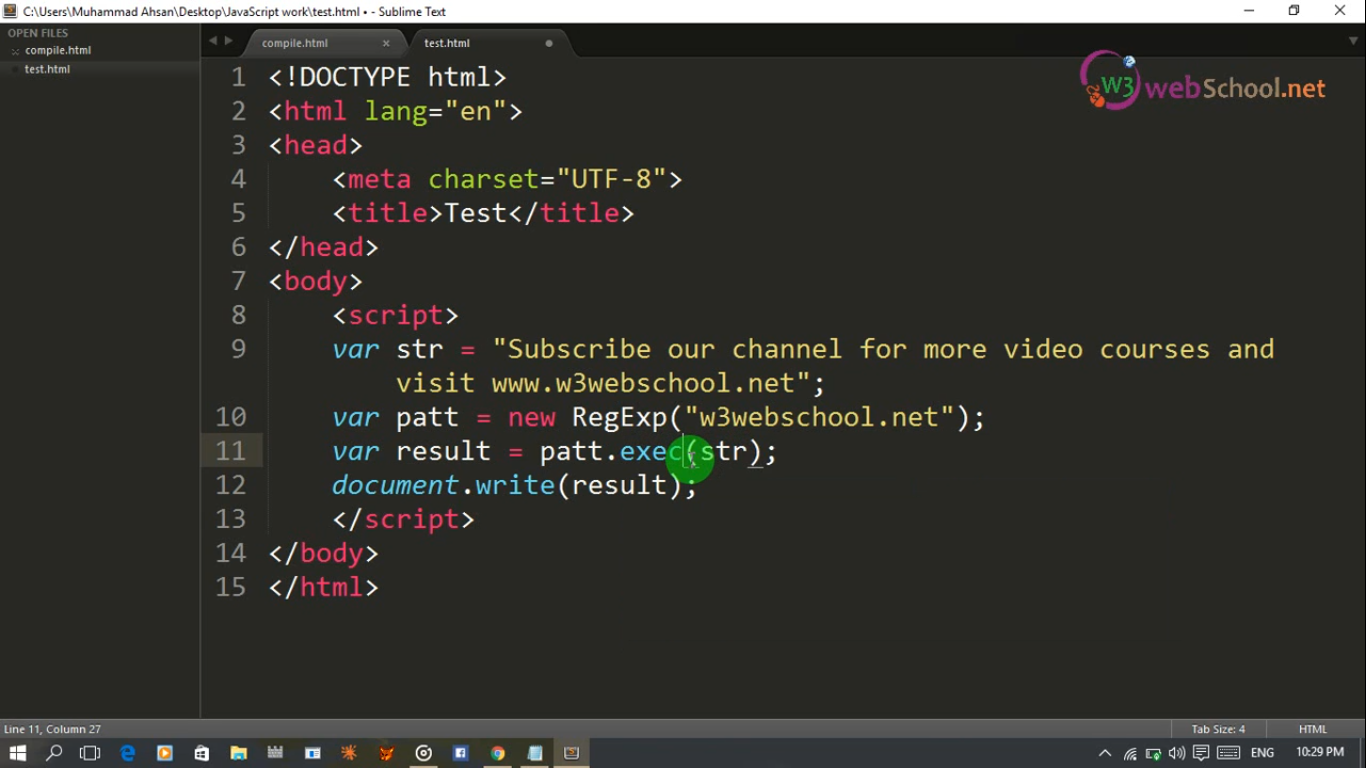 C:\Users\Muhammad Ahsan\Desktop\JavaScript work\test.html • - Sublime Text
OPEN FILES
compile.html
test.html
compile.html
test.html
W3 webSchool.net
1 <!DOCTYPE html>
2 <html lang="en">
3 <head>
4 <meta charset="UTF-8">
5 <title>Test</title>
6 </head>
7 <body>
8 <script>
9 var str = "Subscribe our channel for more video courses and
visit www.w3webschool.net";
10 var patt = new RegExp("w3webschool.net");
11 var result = patt.exec(str);
12 document.write(result);
13 </script>
14 </body>
15 </html>
Line 11, Column 27
Tab Size: 4
HTML
ENG
10:29 PM